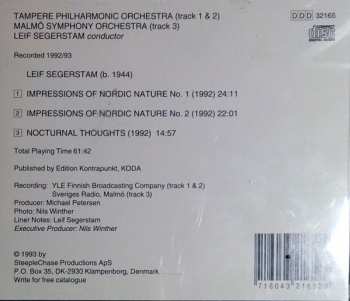 TAMPERE PHILHARMONIC ORCHESTRA (track 1 & 2)
MALMÖ SYMPHONY ORCHESTRA (track 3)
LEIF SEGERSTAM conductor
DDD 32165
COMPACT
disc
DIGITAL AUDIO
Recorded 1992/93
LEIF SEGERSTAM (b. 1944)
1 IMPRESSIONS OF NORDIC NATURE No. 1 (1992) 24:11
2 IMPRESSIONS OF NORDIC NATURE No. 2 (1992) 22:01
3 NOCTURNAL THOUGHTS (1992) 14:57
Total Playing Time 61:42
Published by Edition Kontrapunkt, KODA
Recording: YLE Finnish Broadcasting Company (track 1 & 2)
Sveriges Radio, Malmö (track 3)
Producer: Michael Petersen
Photo: Nils Winther
Liner Notes: Leif Segerstam
Executive Producer: Nils Winther
© 1993 by
SteepleChase Productions ApS
P.O. Box 35, DK-2930 Klampenborg, Denmark
Write for free catalogue